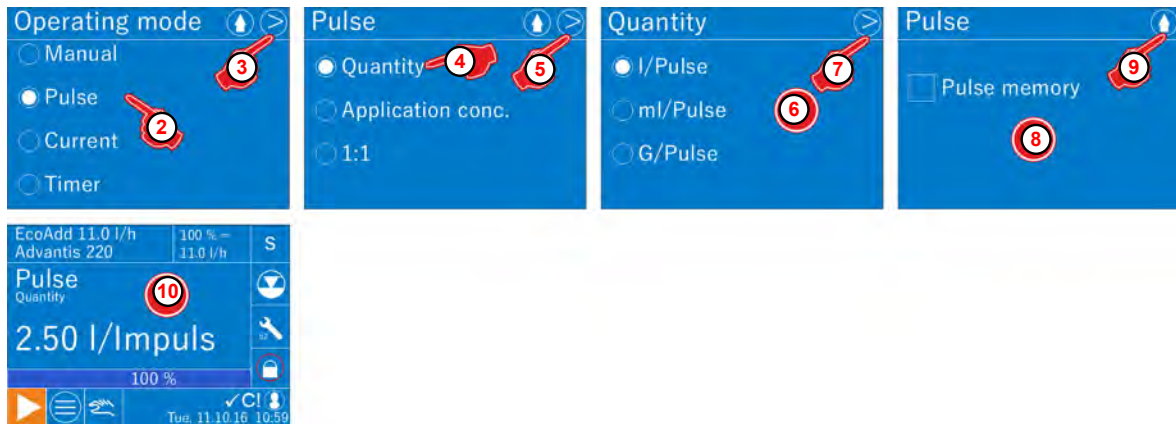 Operating mode
Manual
3
Pulse
2
Current
Timer
Pulse
Quantity
4
5
Application conc.
1:1
Quantity
l/Pulse
7
ml/Pulse
6
G/Pulse
Pulse
9
Pulse memory
8
EcoAdd 11.0 l/h
Advantis 220
100 % =
11.0 l/h
S
Pulse
Quantity
10
2.50 l/Impuls
100 %
✓C!
Tue, 11.10.16 10:59